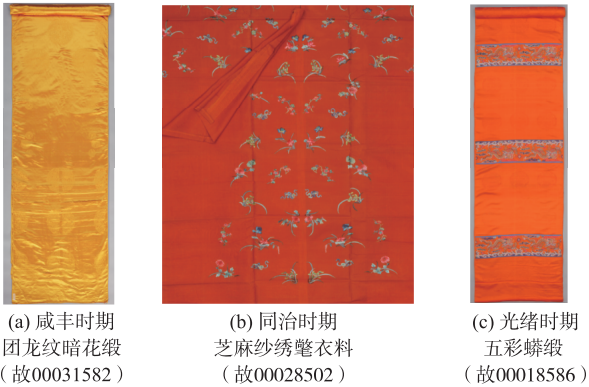 (a) 咸丰时期
团龙纹暗花缎
（故00031582）
(b) 同治时期
芝麻纱绣氅衣料
（故00028502）
(c) 光绪时期
五彩蟒缎
（故00018586）